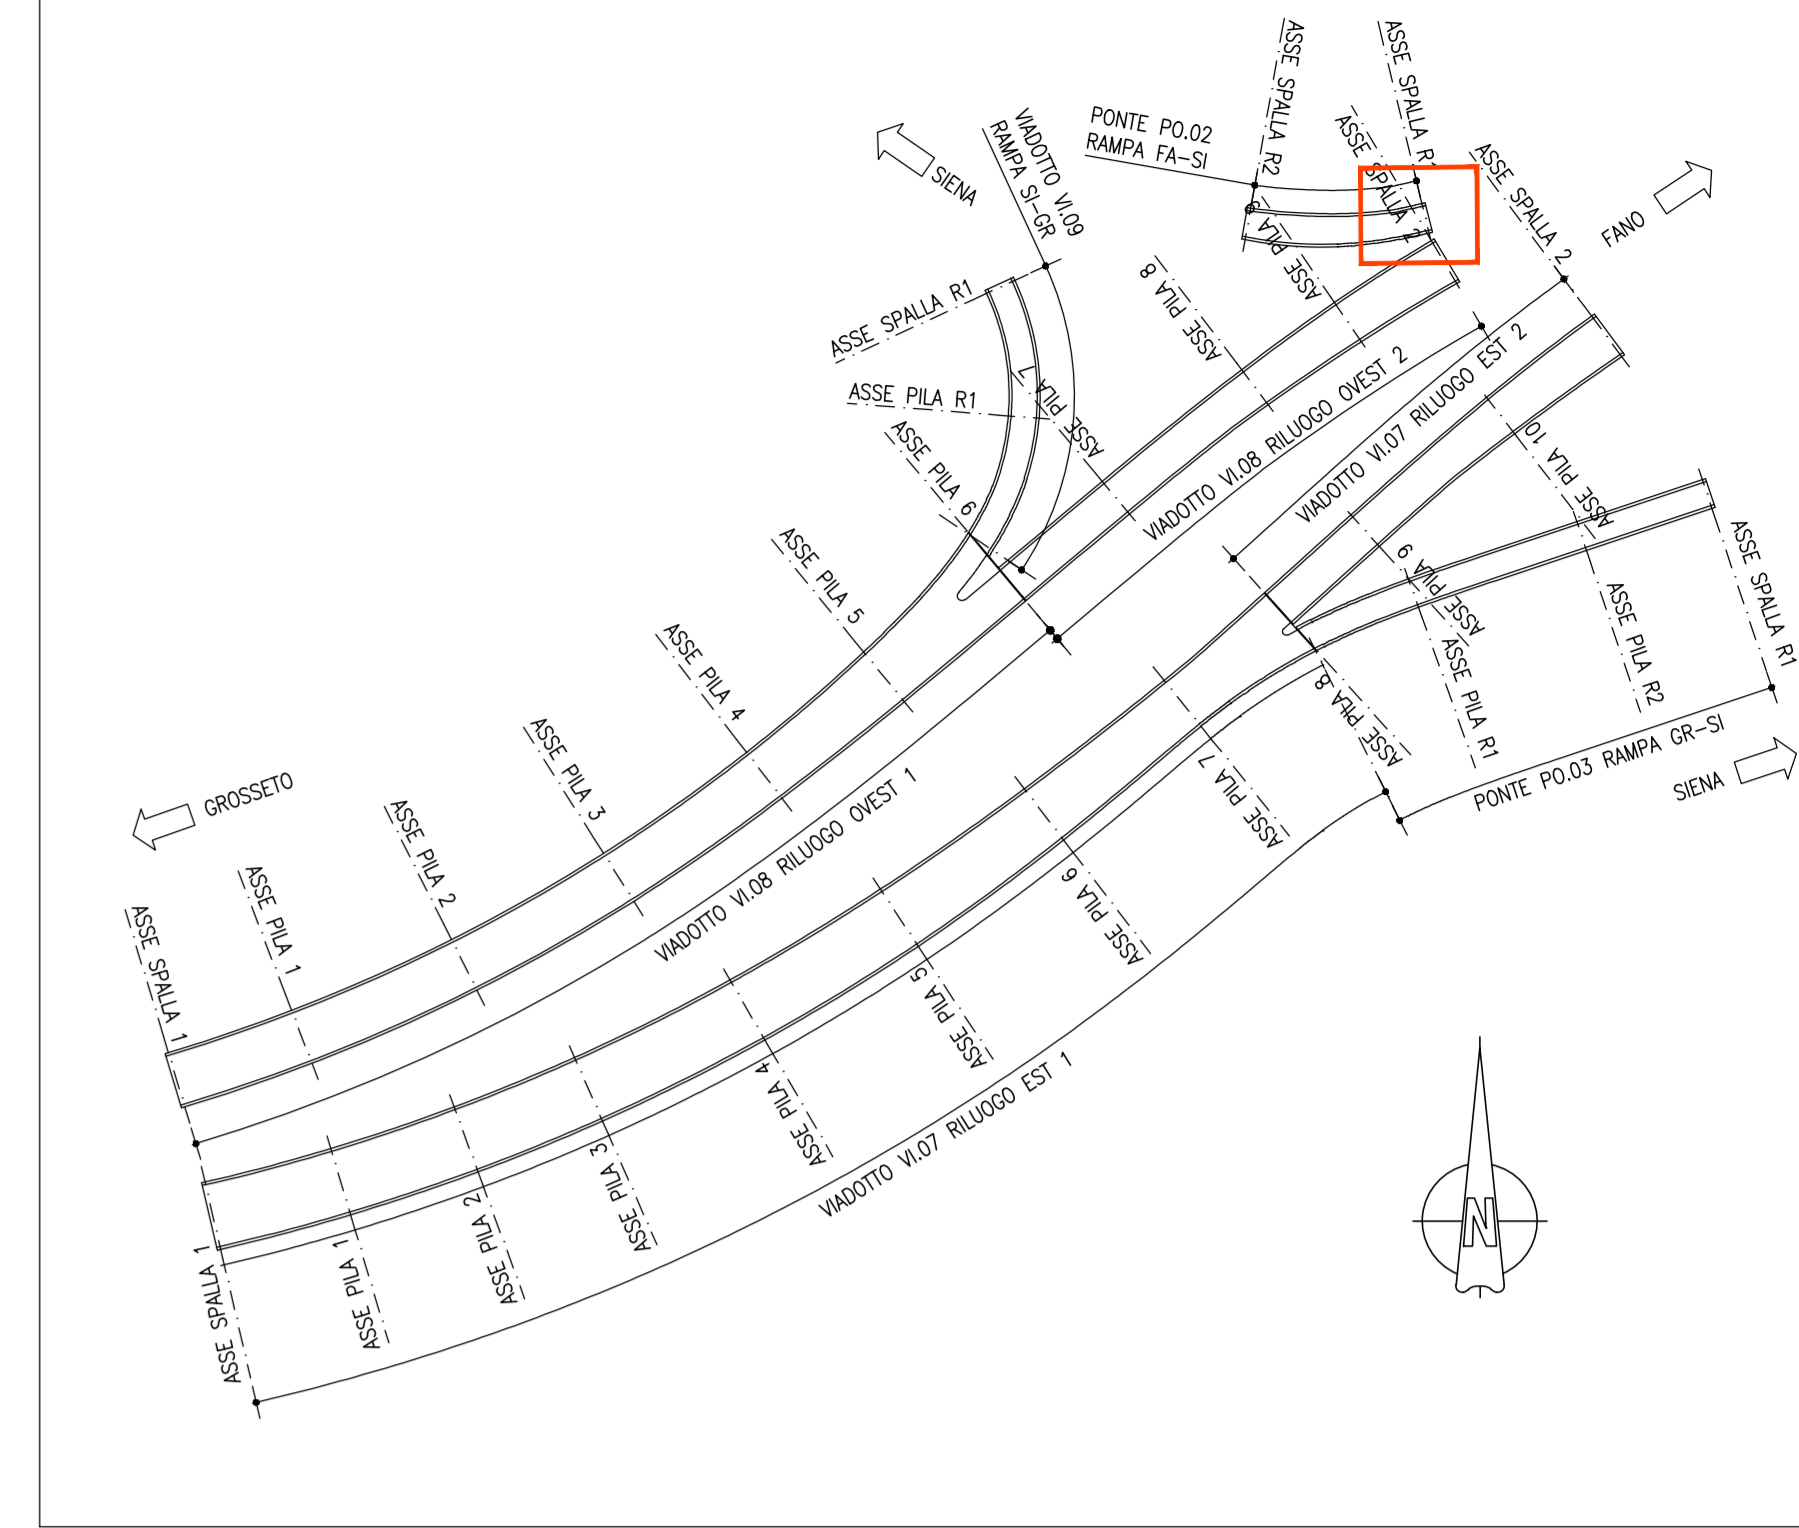 ASSE SPALLA R2
ASSE SPALLA R1
PONTE PO.02
RAMPA FA-SI
ASSE SPALLA 2
ASSE SPALLA 2
VIADOTTO VI.09
RAMPA SI-GR
SIENA
FANO
ASSE PILA 9
ASSE PILA 8
ASSE SPALLA R1
ASSE PILA R1
ASSE PILA 7
ASSE PILA 6
VIADOTTO VI.08 RILUOGO OVEST 2
VIADOTTO VI.07 RILUOGO EST 2
ASSE PILA 10
ASSE PILA 9
ASSE SPALLA R1
ASSE PILA R2
ASSE PILA R1
ASSE PILA 5
ASSE PILA 4
ASSE PILA 3
ASSE PILA 2
ASSE PILA 1
ASSE SPALLA 1
GROSSETO
ASSE PILA 8
ASSE PILA 7
PONTE PO.03 RAMPA GR-SI
SIENA
VIADOTTO VI.08 RILUOGO OVEST 1
ASSE PILA 6
ASSE PILA 5
ASSE PILA 4
ASSE PILA 3
ASSE PILA 2
ASSE PILA 1
ASSE SPALLA 1
VIADOTTO VI.07 RILUOGO EST 1
N